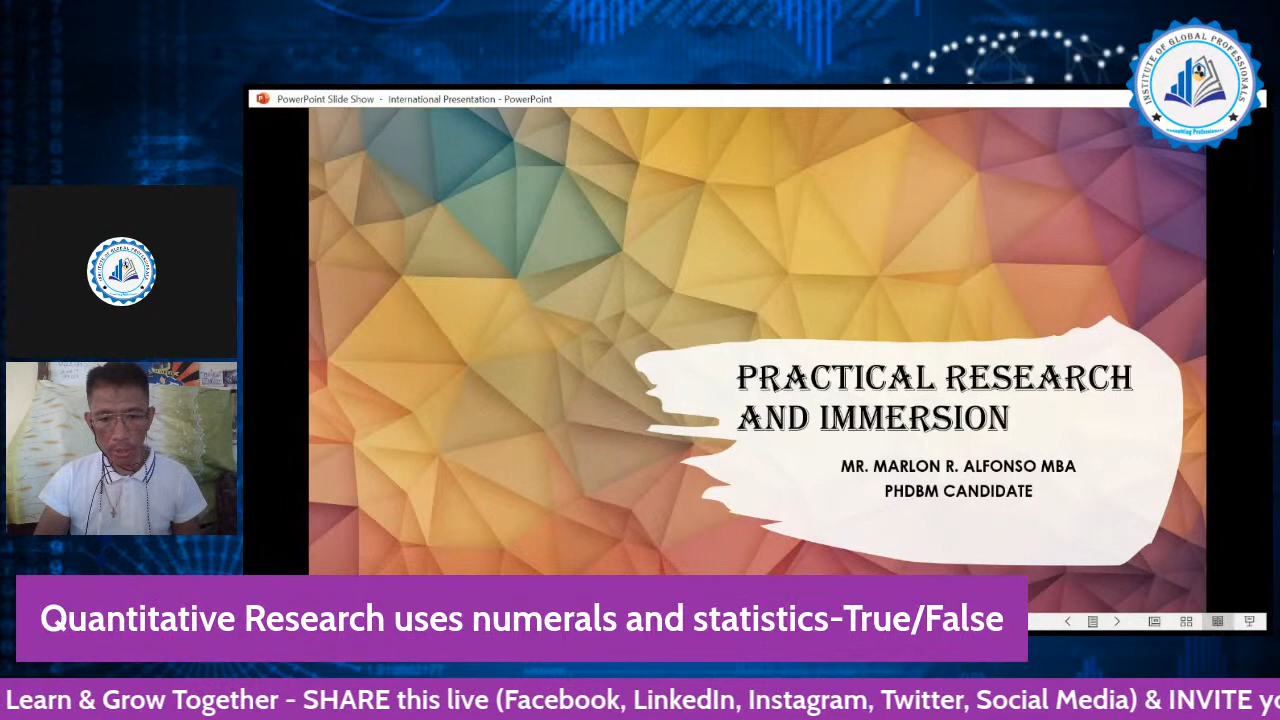 INSTITUTE OF GLOBAL PROFESSIONALS
PowerPoint Slide Show - International Presentation - PowerPoint
PRACTICAL RESEARCH
AND IMMERSION
MR. MARLON R. ALFONSO MBA
PHDBM CANDIDATE
Quantitative Research uses numerals and statistics-True/False
Learn & Grow Together - SHARE this live (Facebook, LinkedIn, Instagram, Twitter, Social Media) & INVITE